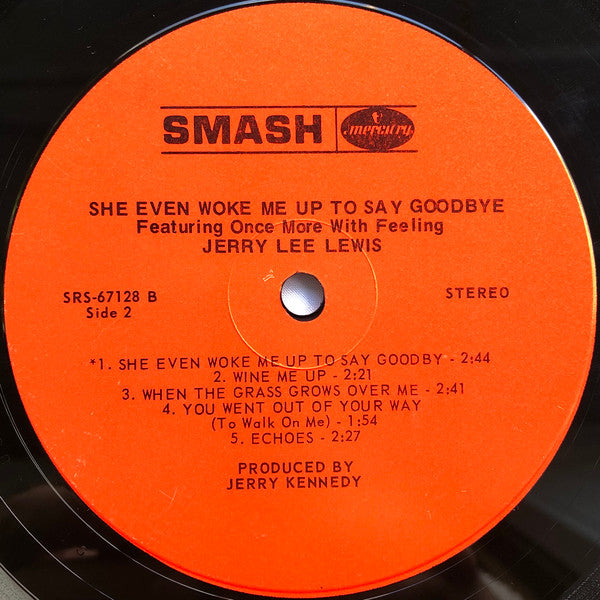 SMASH mercury
SHE EVEN WOKE ME UP TO SAY GOODBYE
Featuring Once More With Feeling
JERRY LEE LEWIS
SRS-67128 B STEREO
Side 2
*1. SHE EVEN WOKE ME UP TO SAY GOODBY - 2:44
2. WINE ME UP - 2:21
3. WHEN THE GRASS GROWS OVER ME - 2:41
4. YOU WENT OUT OF YOUR WAY
(To Walk On Me) - 1:54
5. ECHOES - 2:27
PRODUCED BY
JERRY KENNEDY